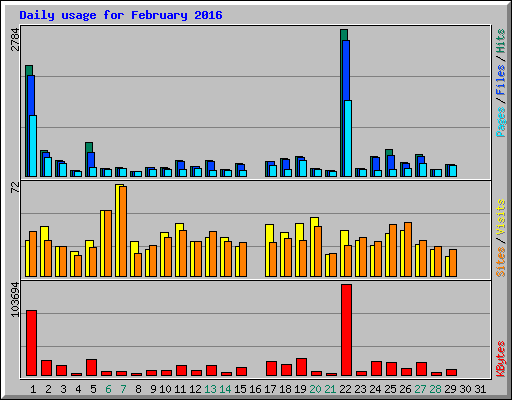 Daily usage for February 2016
2784
Pages / Files / Hits
72
Sites / Visits
103694
KBytes
1 2 3 4 5 6 7 8 9 10 11 12 13 14 15 16 17 18 19 20 21 22 23 24 25 26 27 28 29 30 31